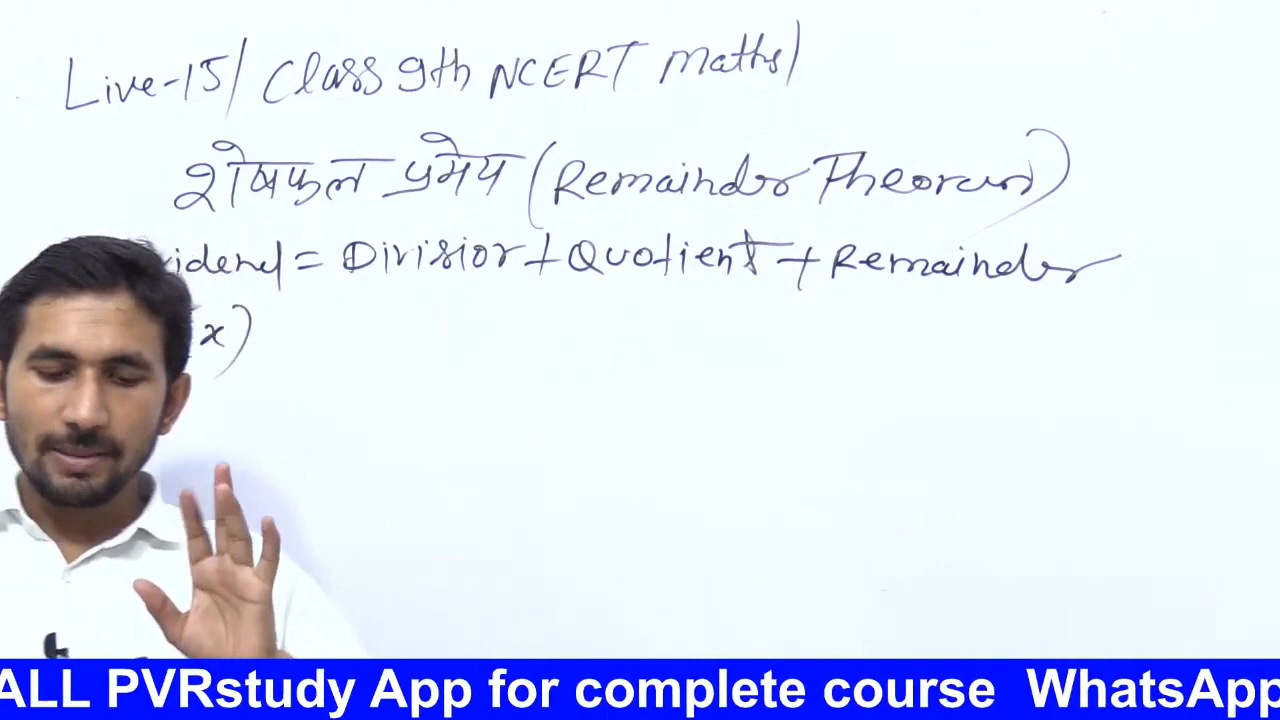 Live-15/ Class 9th NCERT Maths/
शेषफल प्रमेय (Remainder Theorem)
vidend = Divisior + Quotient + Remainder
(x)
ALL PVRstudy App for complete course WhatsApp